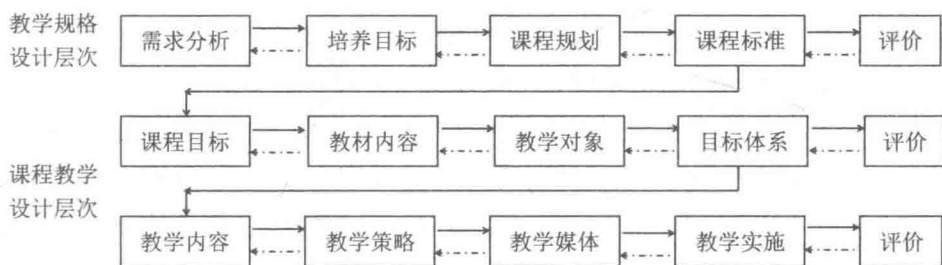 教学规格
设计层次
需求分析 培养目标 课程规划 课程标准 评价
课程目标 教材内容 教学对象 目标体系 评价
课程教学
设计层次
教学内容 教学策略 教学媒体 教学实施 评价